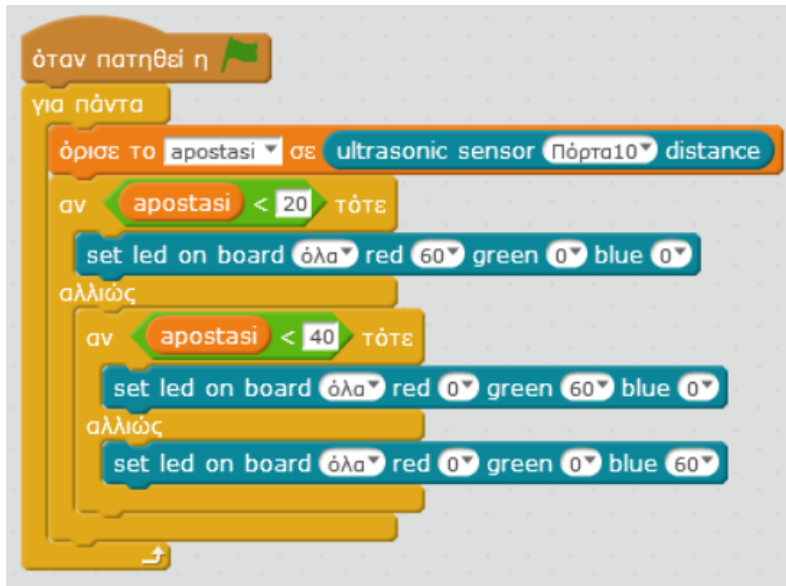 όταν πατηθεί η
για πάντα
όρισε το apostasi σε ultrasonic sensor Πόρτα10 distance
αν apostasi < 20 τότε
set led on board όλα red 60 green 0 blue 0
αλλιώς
αν apostasi < 40 τότε
set led on board όλα red 0 green 60 blue 0
αλλιώς
set led on board όλα red 0 green 0 blue 60